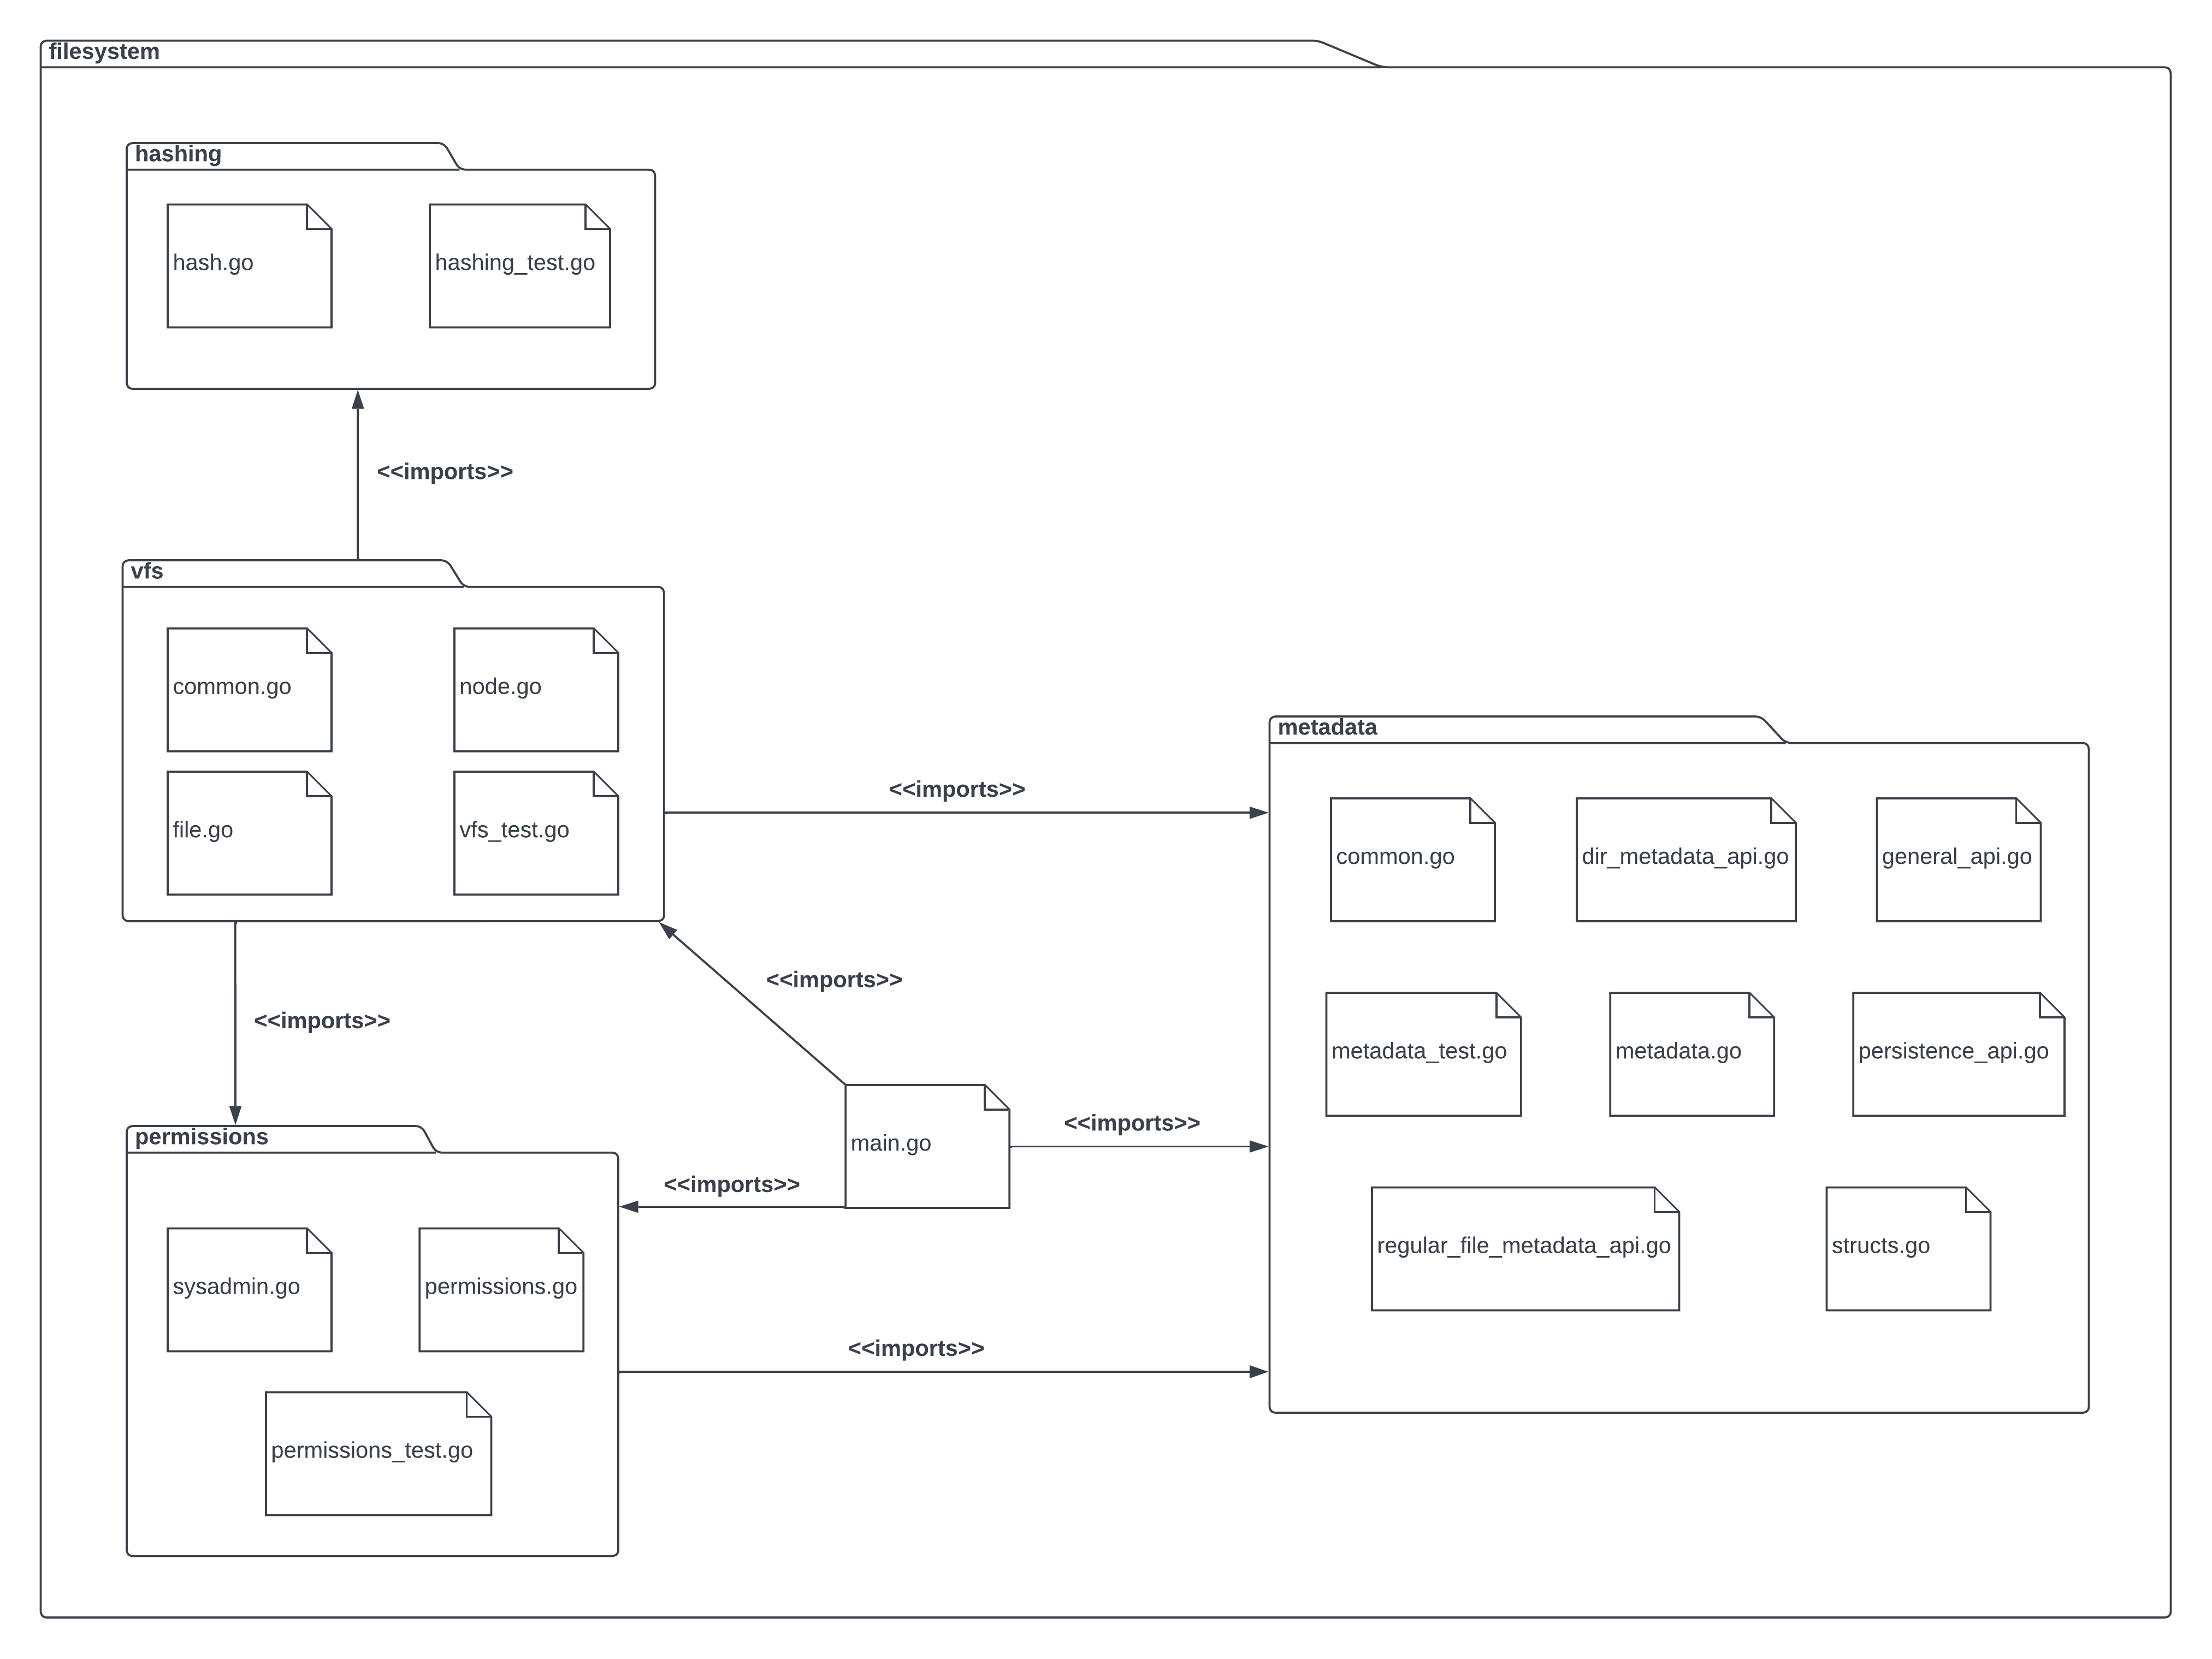 filesystem
hashing
hash.go
hashing_test.go
<<imports>>
vfs
common.go
node.go
file.go
vfs_test.go
<<imports>>
metadata
common.go
dir_metadata_api.go
general_api.go
metadata_test.go
metadata.go
persistence_api.go
regular_file_metadata_api.go
structs.go
<<imports>>
<<imports>>
main.go
<<imports>>
<<imports>>
permissions
sysadmin.go
permissions.go
permissions_test.go
<<imports>>